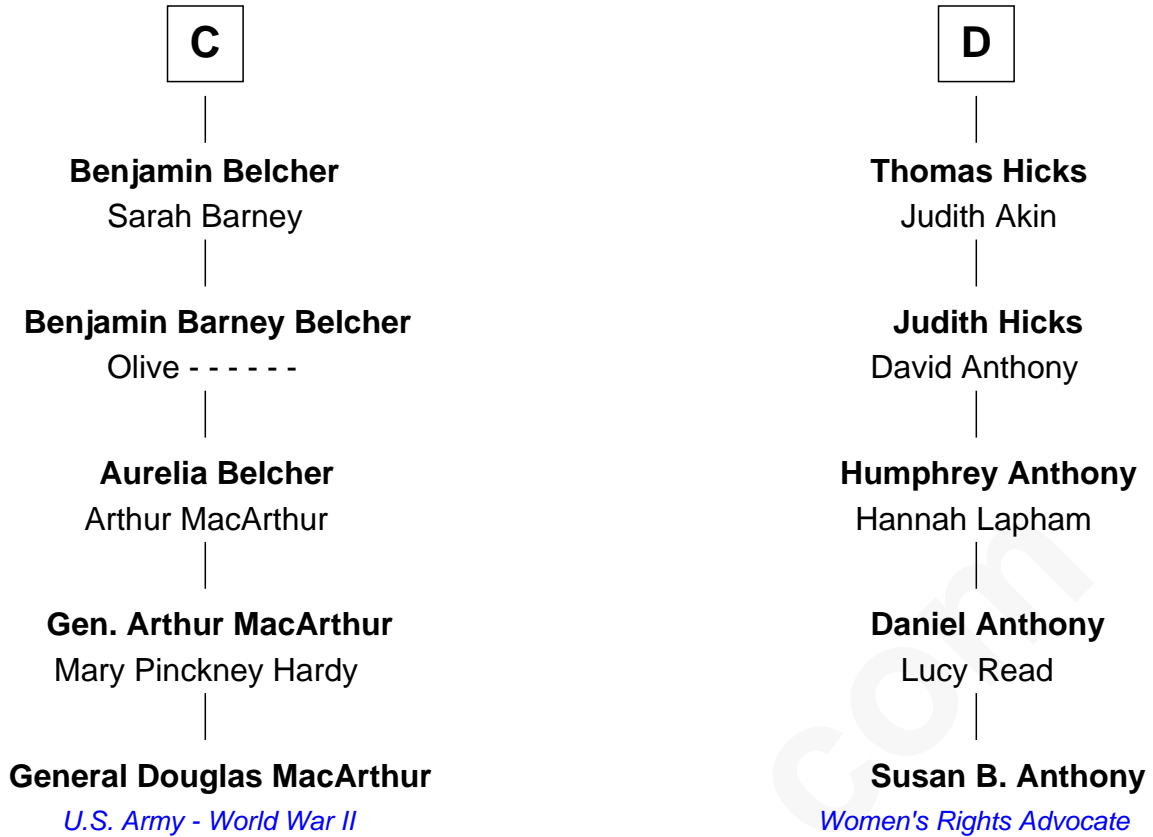 C
Benjamin Belcher
Sarah Barney
Benjamin Barney Belcher
Olive - - - - - -
Aurelia Belcher
Arthur MacArthur
Gen. Arthur MacArthur
Mary Pinckney Hardy
General Douglas MacArthur
U.S. Army - World War II
D
Thomas Hicks
Judith Akin
Judith Hicks
David Anthony
Humphrey Anthony
Hannah Lapham
Daniel Anthony
Lucy Read
Susan B. Anthony
Women's Rights Advocate
com